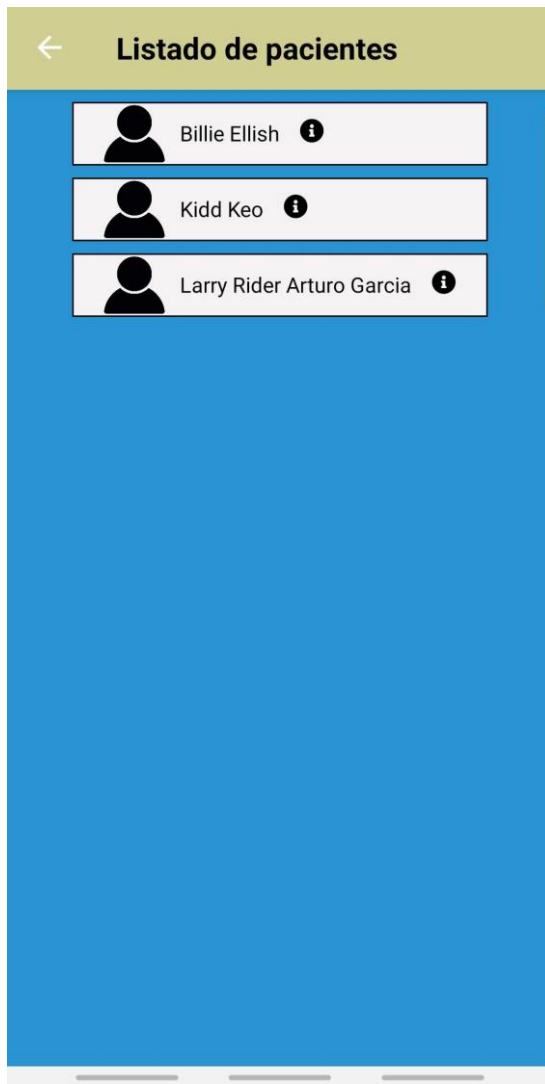 Listado de pacientes
Billie Ellish
Kidd Keo
Larry Rider Arturo Garcia